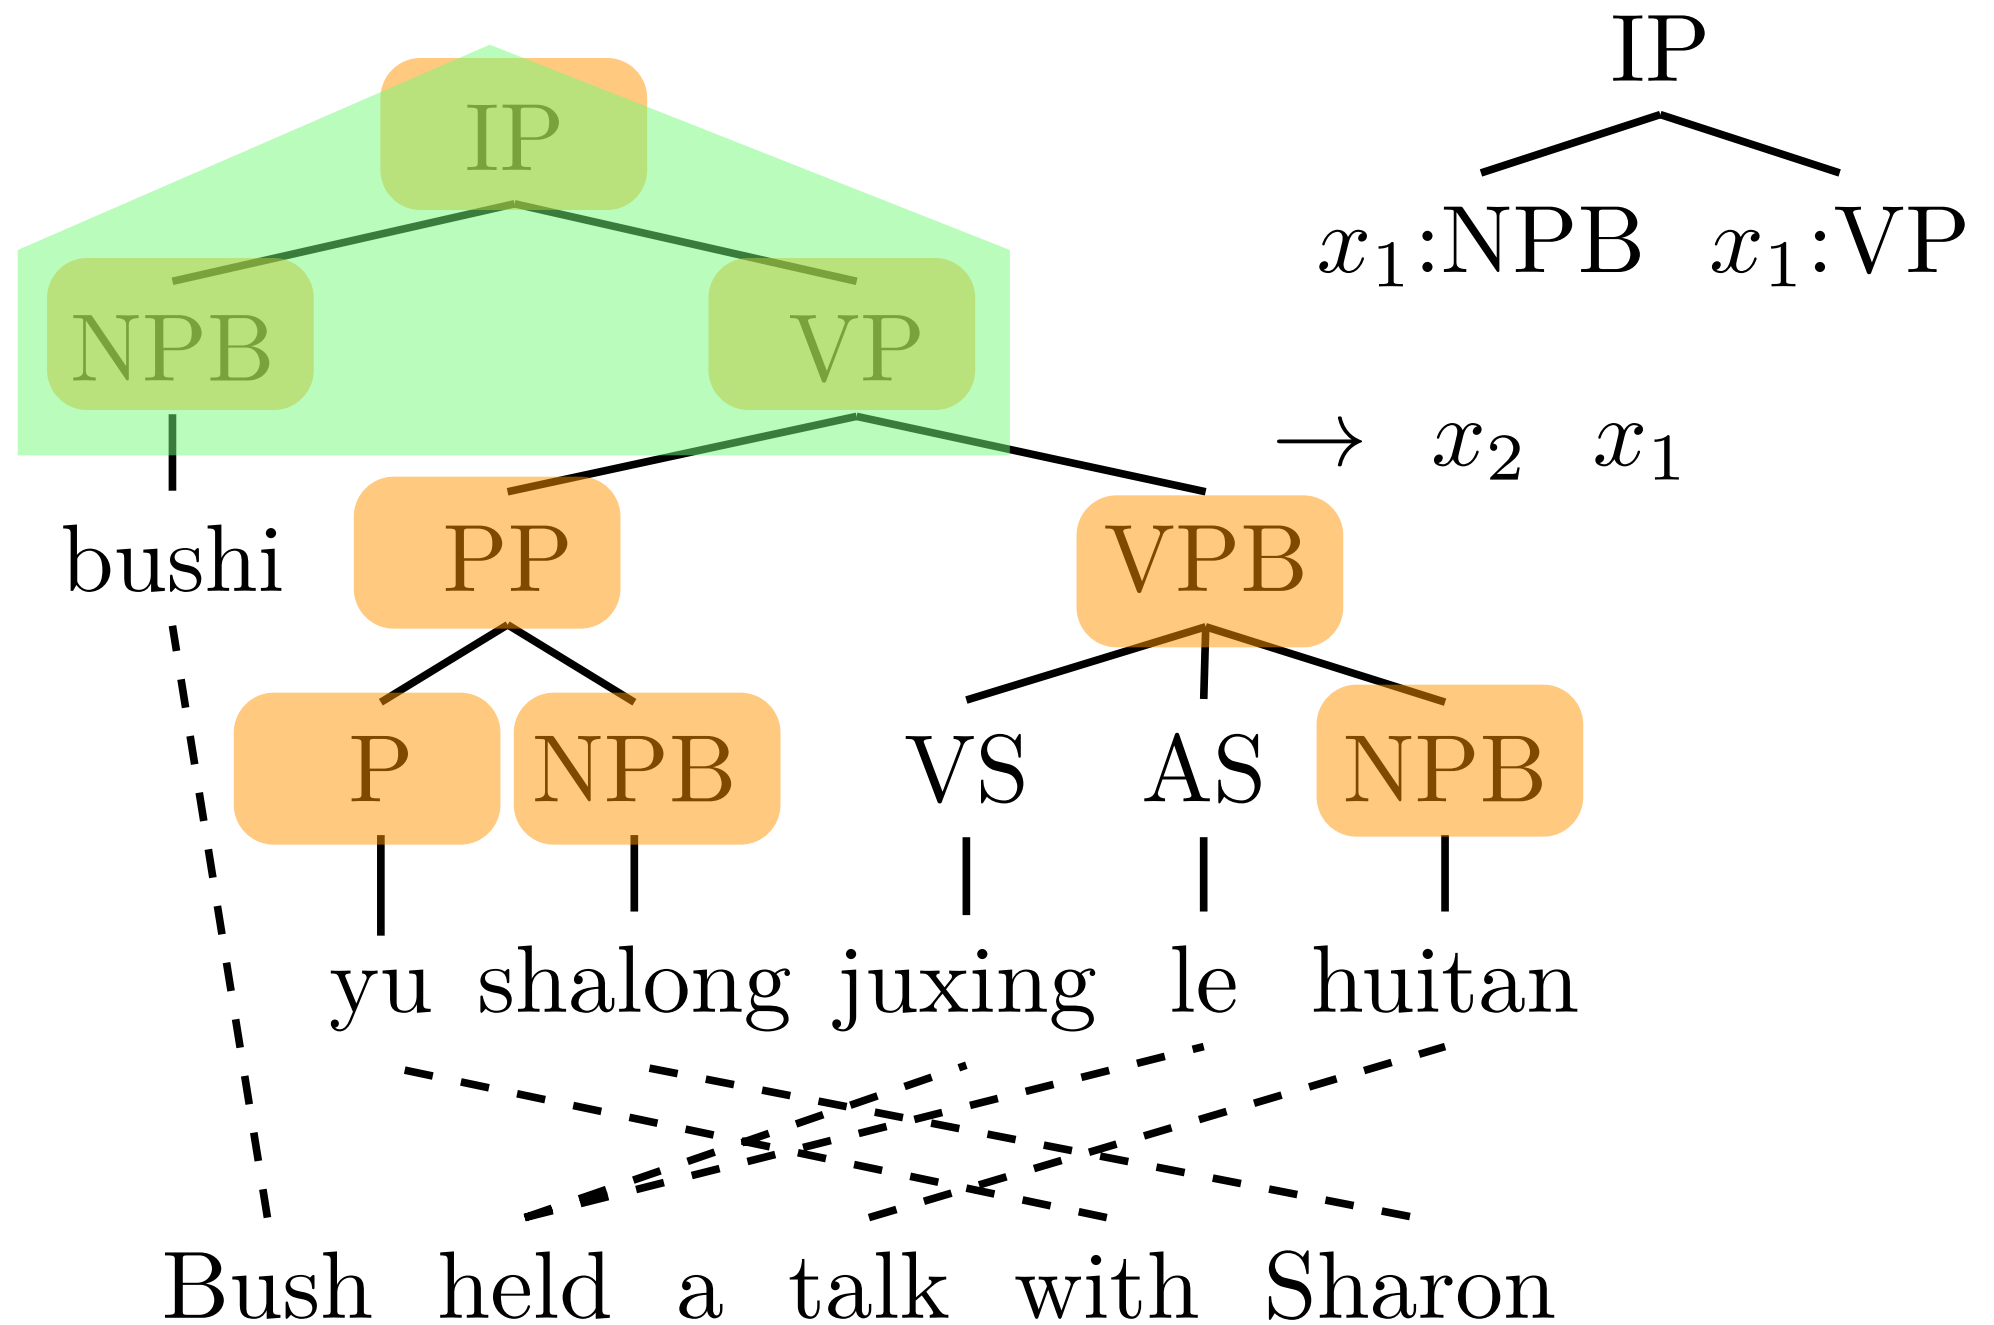 IP
IP
x₁:NPB x₁:VP
NPB VP
→ x₂ x₁
bushi PP VPB
P NPB VS AS NPB
yu shalong juxing le huitan
Bush held a talk with Sharon